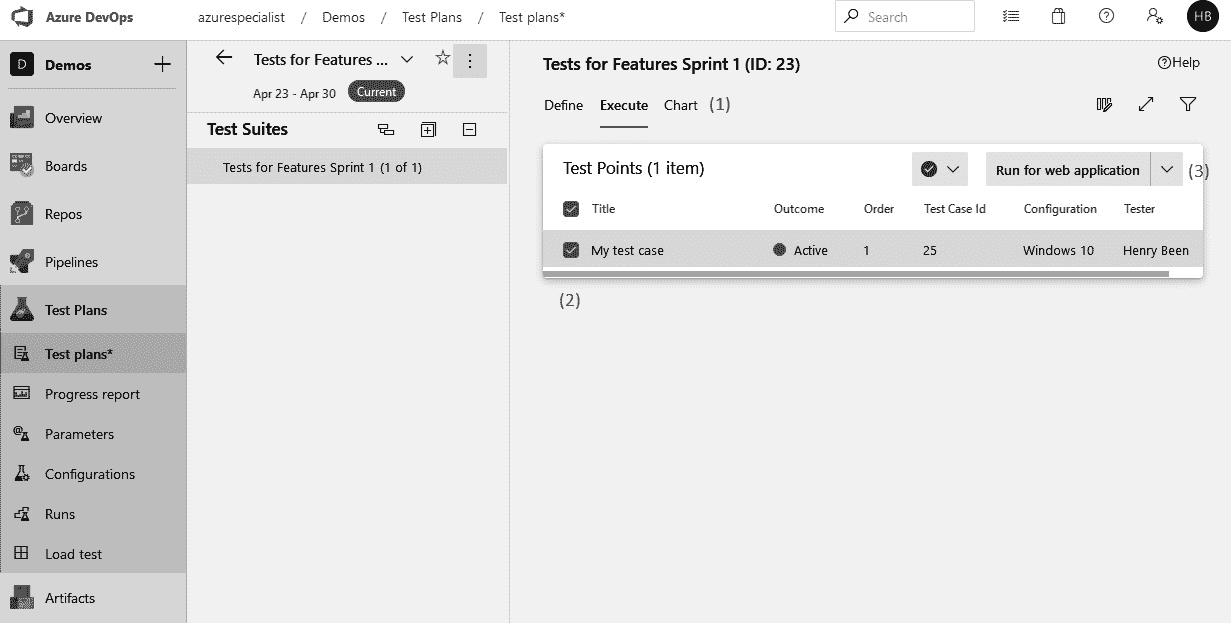 Azure DevOps
azurespecialist / Demos / Test Plans / Test plans*
Search
HB
D Demos
Overview
Boards
Repos
Pipelines
Test Plans
Test plans*
Progress report
Parameters
Configurations
Runs
Load test
Artifacts
Tests for Features ...
Apr 23 - Apr 30 Current
Test Suites
Tests for Features Sprint 1 (1 of 1)
Tests for Features Sprint 1 (ID: 23)
Help
Define Execute Chart (1)
Test Points (1 item)
Run for web application
(3)
Title Outcome Order Test Case Id Configuration Tester
My test case Active 1 25 Windows 10 Henry Been
(2)